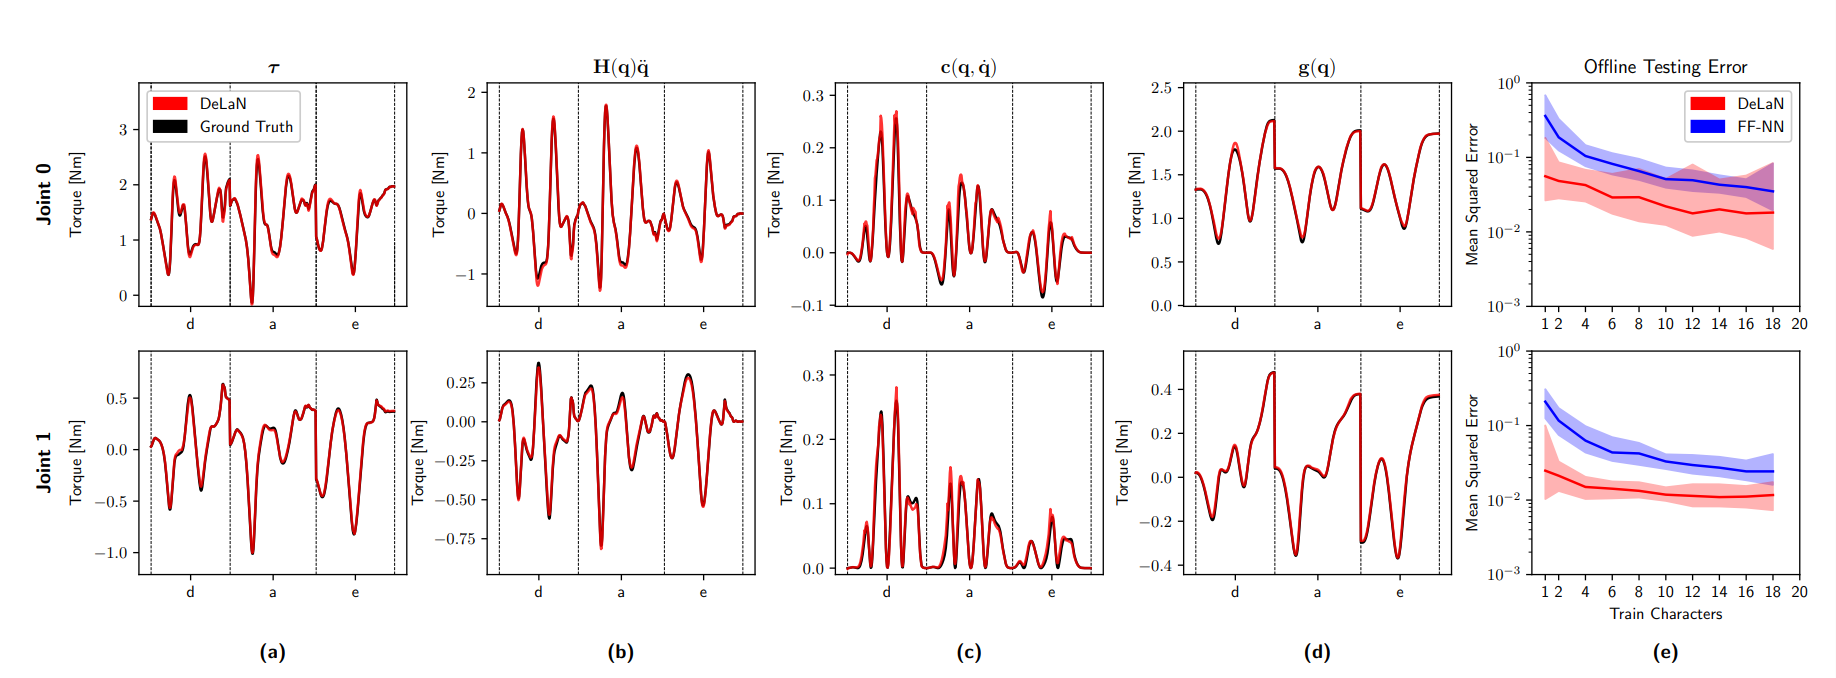 τ
H(q)q̈
c(q, q̇)
g(q)
Offline Testing Error
Joint 0
Torque [Nm]
3
2
1
0
DeLaN
Ground Truth
d a e
Torque [Nm]
2
1
0
−1
d a e
Torque [Nm]
0.3
0.2
0.1
0.0
−0.1
d a e
Torque [Nm]
2.5
2.0
1.5
1.0
0.5
0.0
d a e
Mean Squared Errror
10⁰
10⁻¹
10⁻²
10⁻³
DeLaN
FF-NN
1 2 4 6 8 10 12 14 16 18 20
Joint 1
Torque [Nm]
0.5
0.0
−0.5
−1.0
d a e
Torque [Nm]
0.25
0.00
−0.25
−0.50
−0.75
d a e
Torque [Nm]
0.3
0.2
0.1
0.0
d a e
Torque [Nm]
0.4
0.2
0.0
−0.2
−0.4
d a e
Mean Squared Error
10⁰
10⁻¹
10⁻²
10⁻³
1 2 4 6 8 10 12 14 16 18 20
Train Characters
(a) (b) (c) (d) (e)